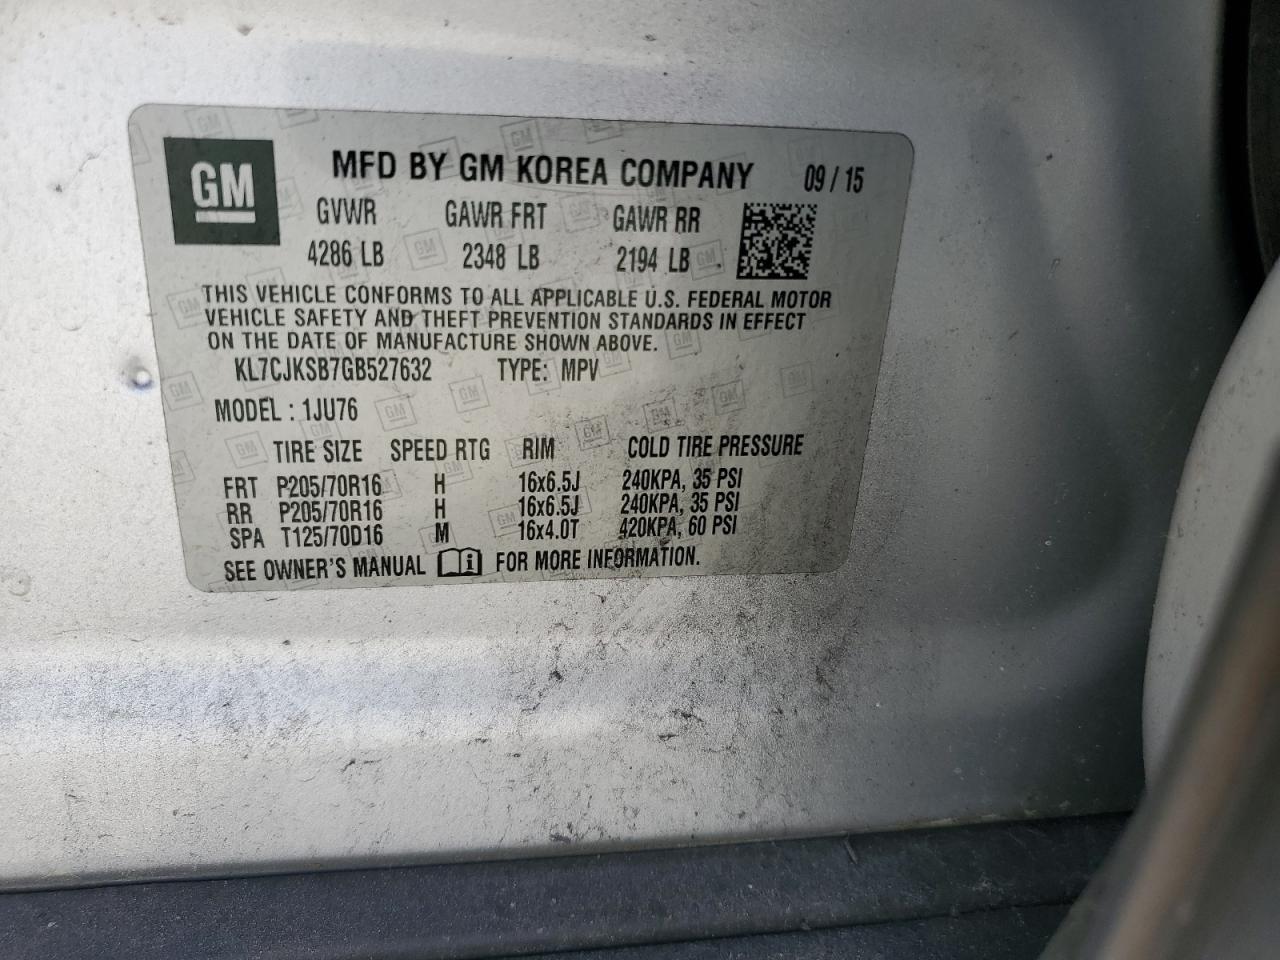 GM
MFD BY GM KOREA COMPANY 09 / 15
GVWR GAWR FRT GAWR RR
4286 LB 2348 LB 2194 LB
THIS VEHICLE CONFORMS TO ALL APPLICABLE U.S. FEDERAL MOTOR
VEHICLE SAFETY AND THEFT PREVENTION STANDARDS IN EFFECT
ON THE DATE OF MANUFACTURE SHOWN ABOVE.
KL7CJKSB7GB527632 TYPE: MPV
MODEL : 1JU76
TIRE SIZE SPEED RTG RIM COLD TIRE PRESSURE
FRT P205/70R16 H 16x6.5J 240KPA, 35 PSI
RR P205/70R16 H 16x6.5J 240KPA, 35 PSI
SPA T125/70D16 M 16x4.0T 420KPA, 60 PSI
SEE OWNER'S MANUAL i FOR MORE INFORMATION.